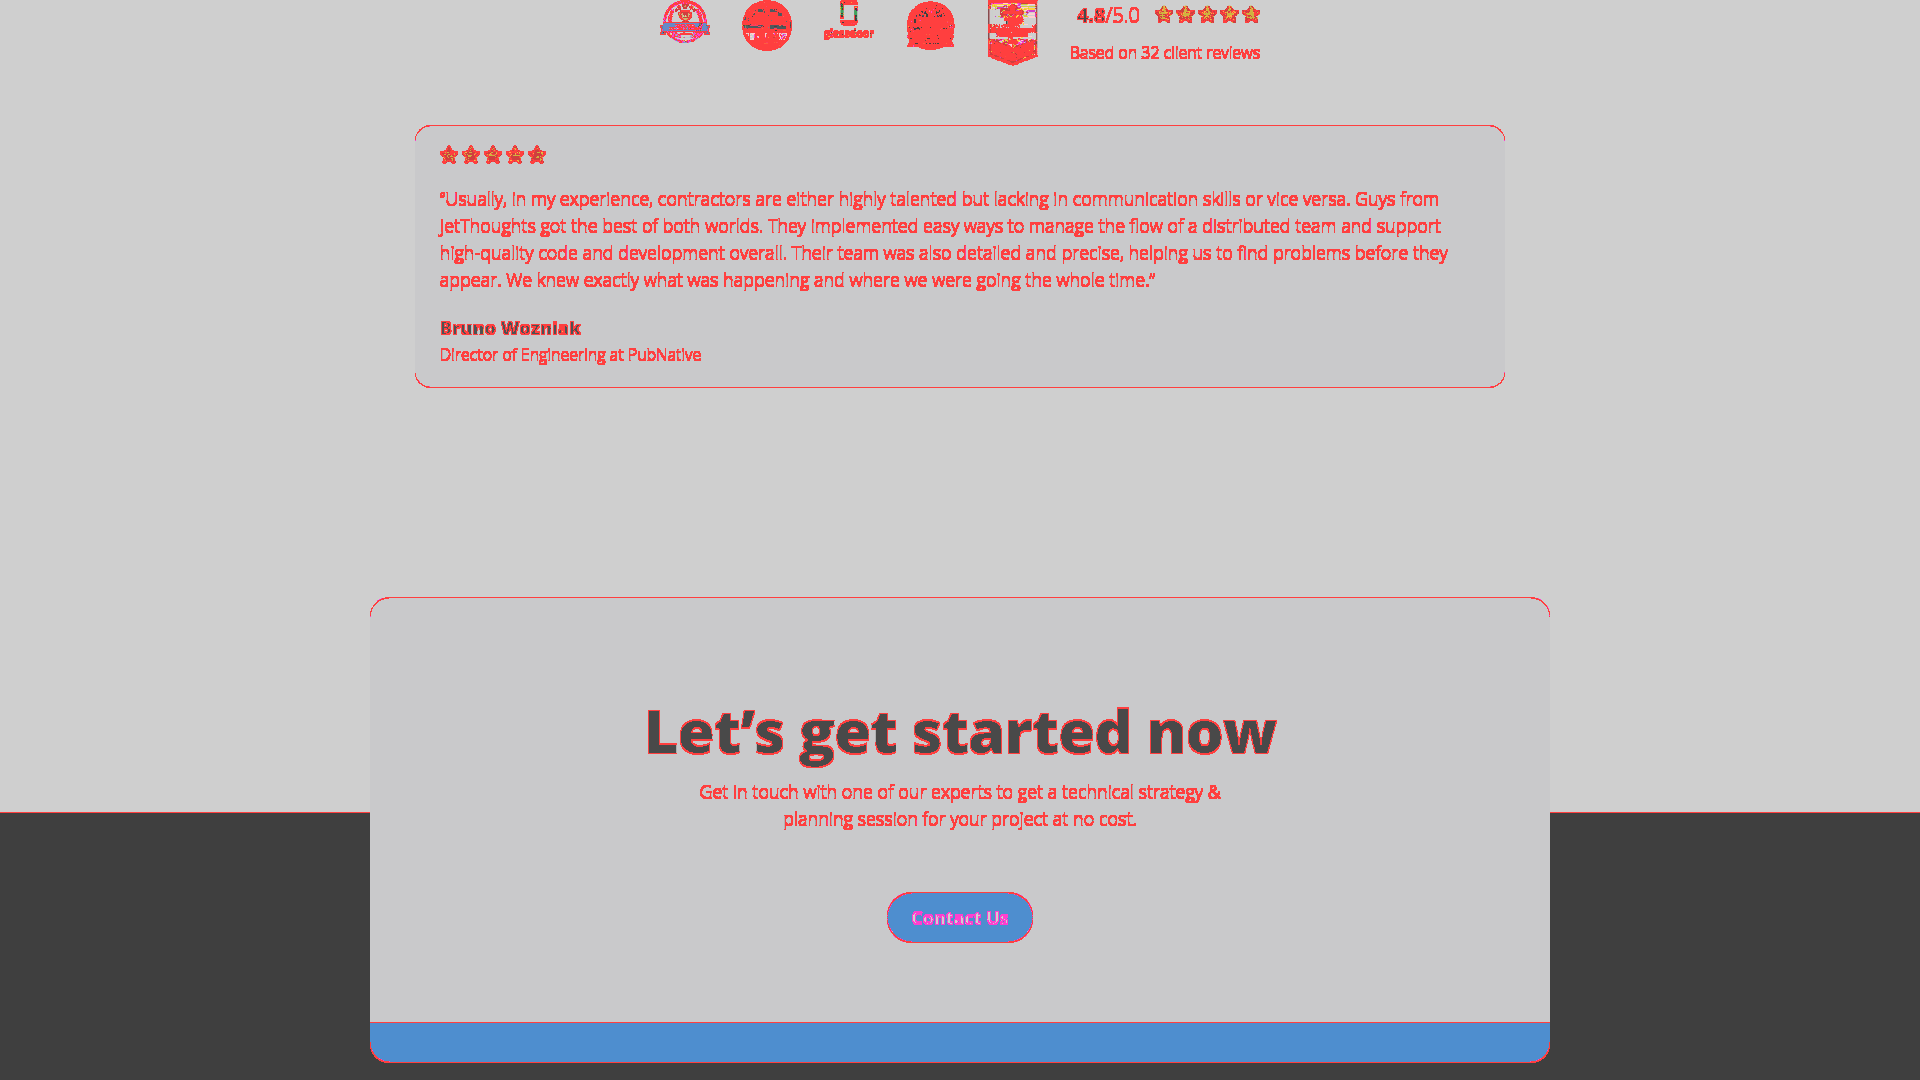 glassdoor
4.8/5.0
Based on 32 client reviews
“Usually, in my experience, contractors are either highly talented but lacking in communication skills or vice versa. Guys from
JetThoughts got the best of both worlds. They implemented easy ways to manage the flow of a distributed team and support
high-quality code and development overall. Their team was also detailed and precise, helping us to find problems before they
appear. We knew exactly what was happening and where we were going the whole time.”
Bruno Wozniak
Director of Engineering at PubNative
Let’s get started now
Get in touch with one of our experts to get a technical strategy &
planning session for your project at no cost.
Contact Us